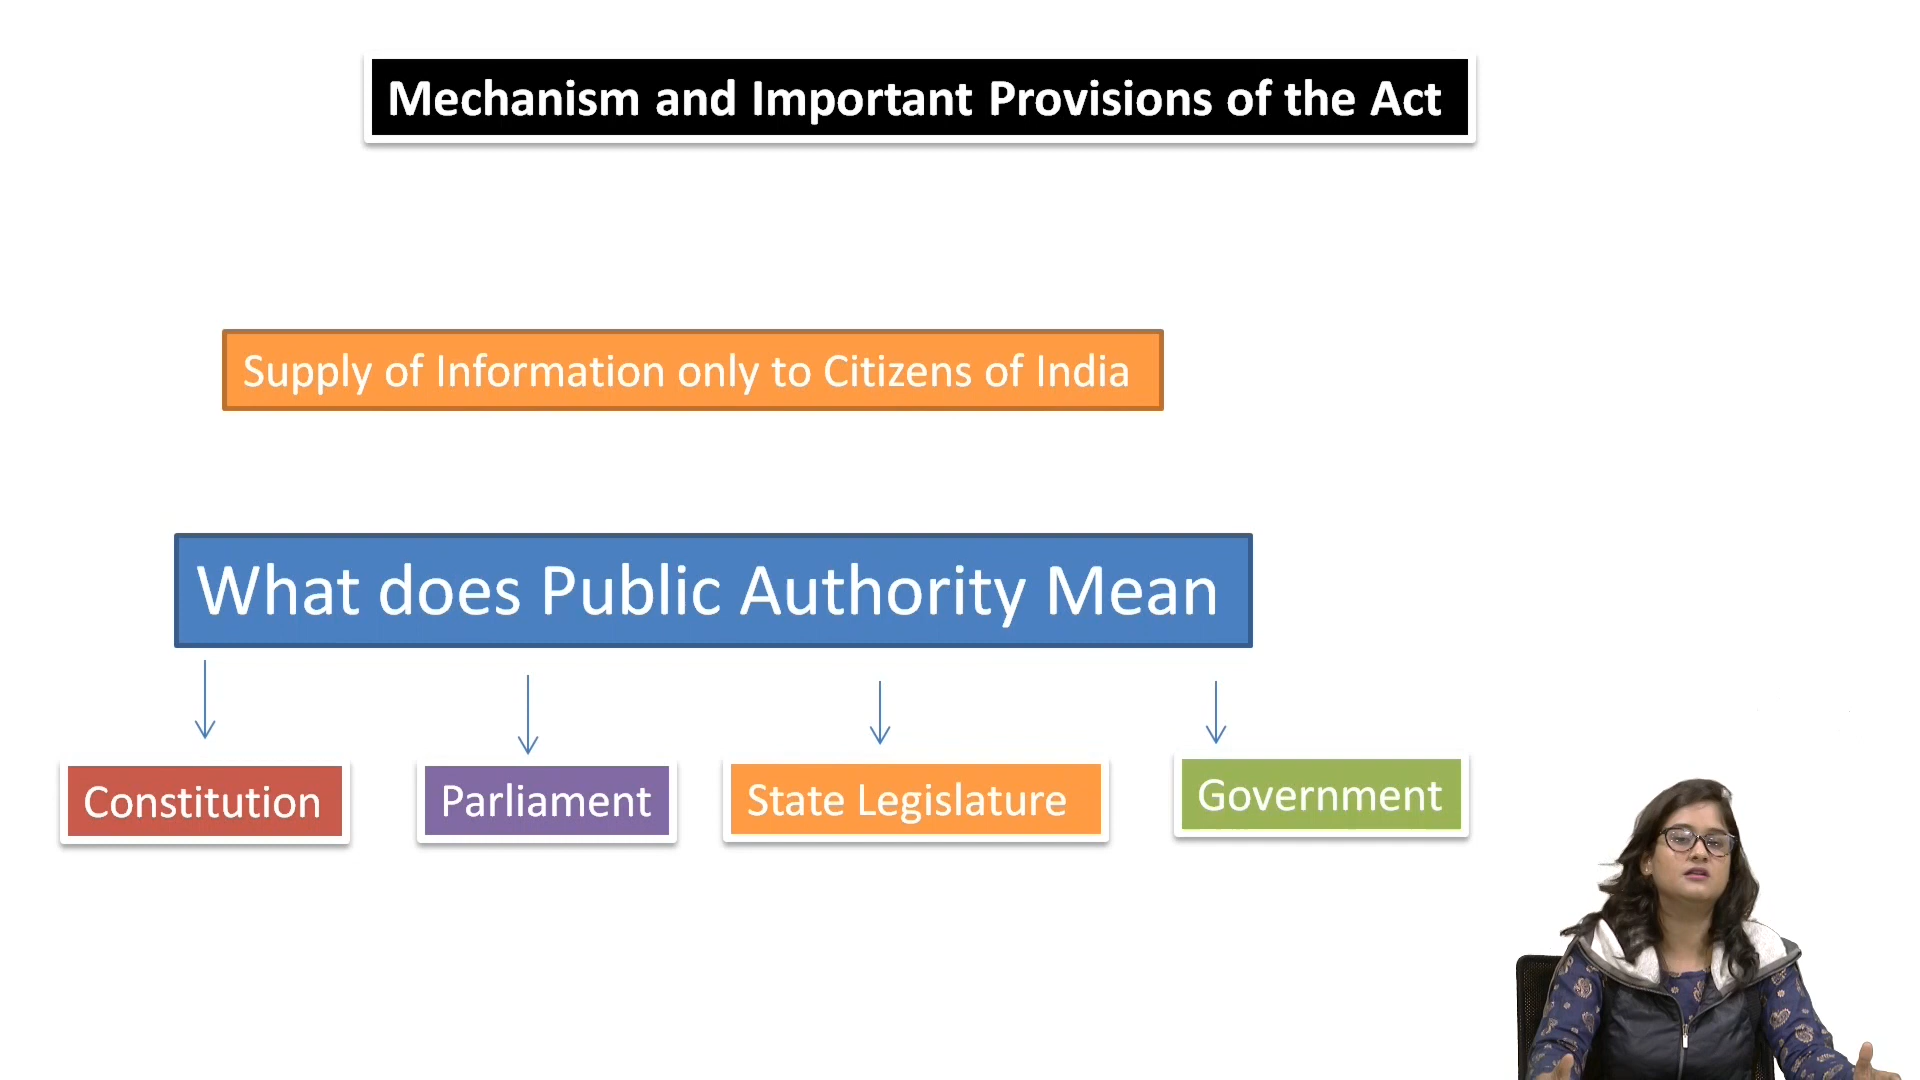 Mechanism and Important Provisions of the Act
Supply of Information only to Citizens of India
What does Public Authority Mean
Constitution
Parliament
State Legislature
Government